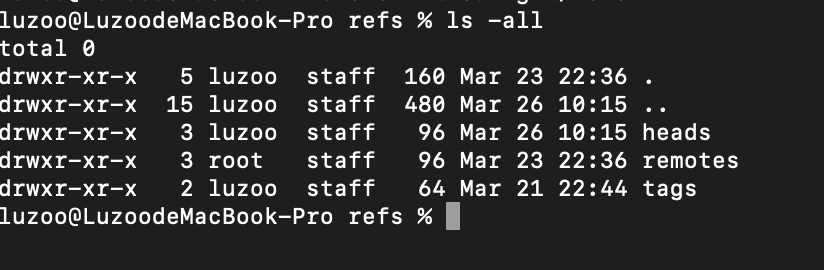 luzoo@LuzoodeMacBook-Pro refs % ls -all
total 0
drwxr-xr-x   5 luzoo  staff  160 Mar 23 22:36 .
drwxr-xr-x  15 luzoo  staff  480 Mar 26 10:15 ..
drwxr-xr-x   3 luzoo  staff   96 Mar 26 10:15 heads
drwxr-xr-x   3 root   staff   96 Mar 23 22:36 remotes
drwxr-xr-x   2 luzoo  staff   64 Mar 21 22:44 tags
luzoo@LuzoodeMacBook-Pro refs %